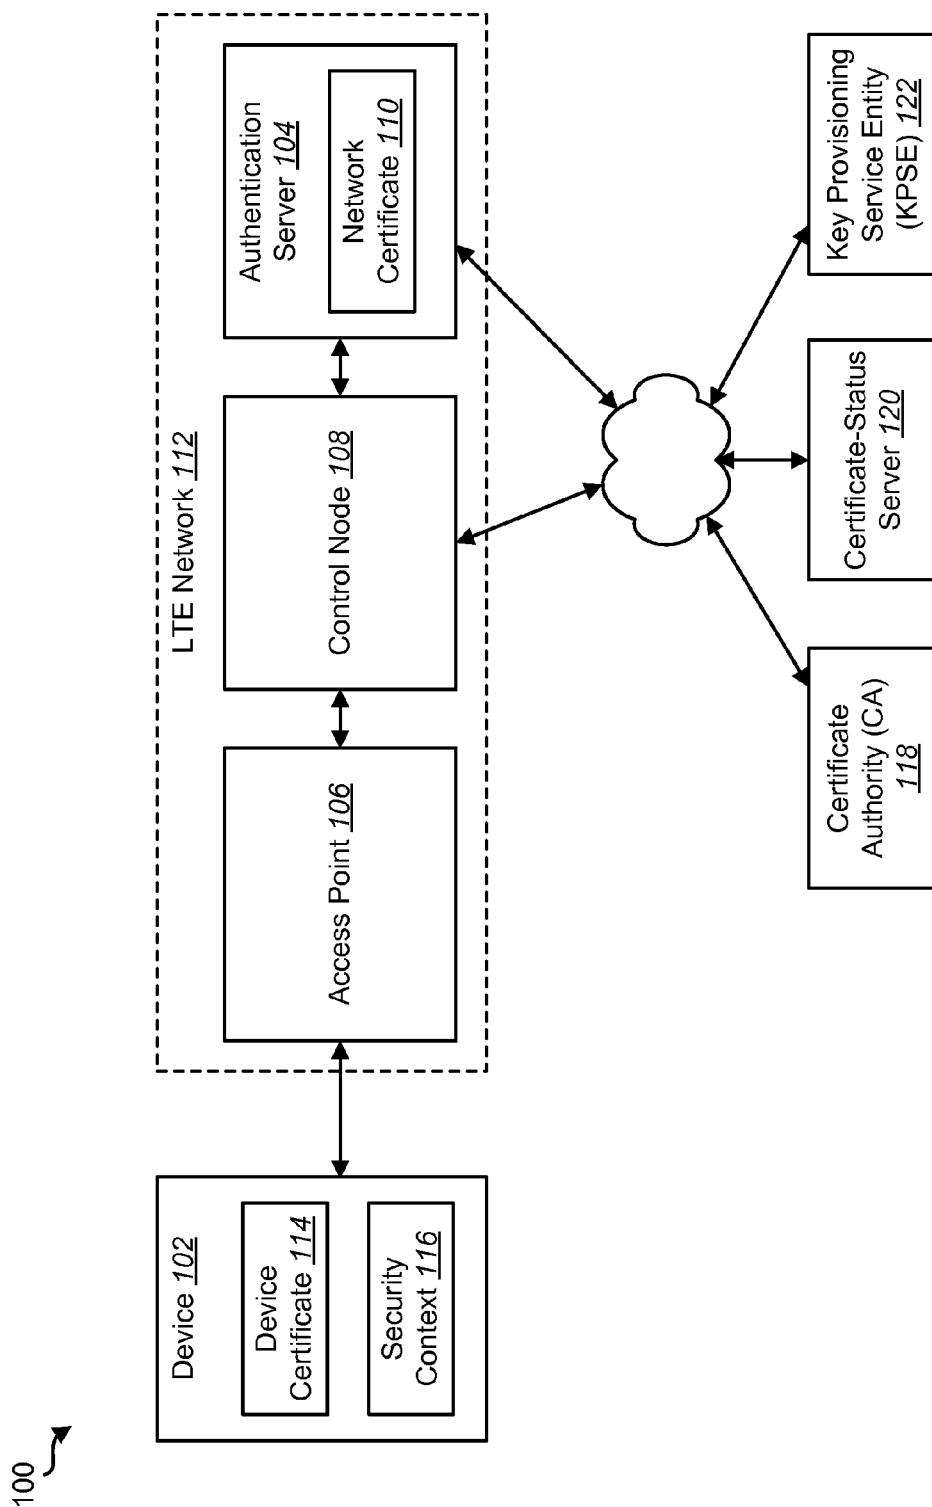 100
Device 102
Device
Certificate 114
Security
Context 116
LTE Network 112
Access Point 106
Control Node 108
Authentication
Server 104
Network
Certificate 110
Certificate
Authority (CA)
118
Certificate-Status
Server 120
Key Provisioning
Service Entity
(KPSE) 122